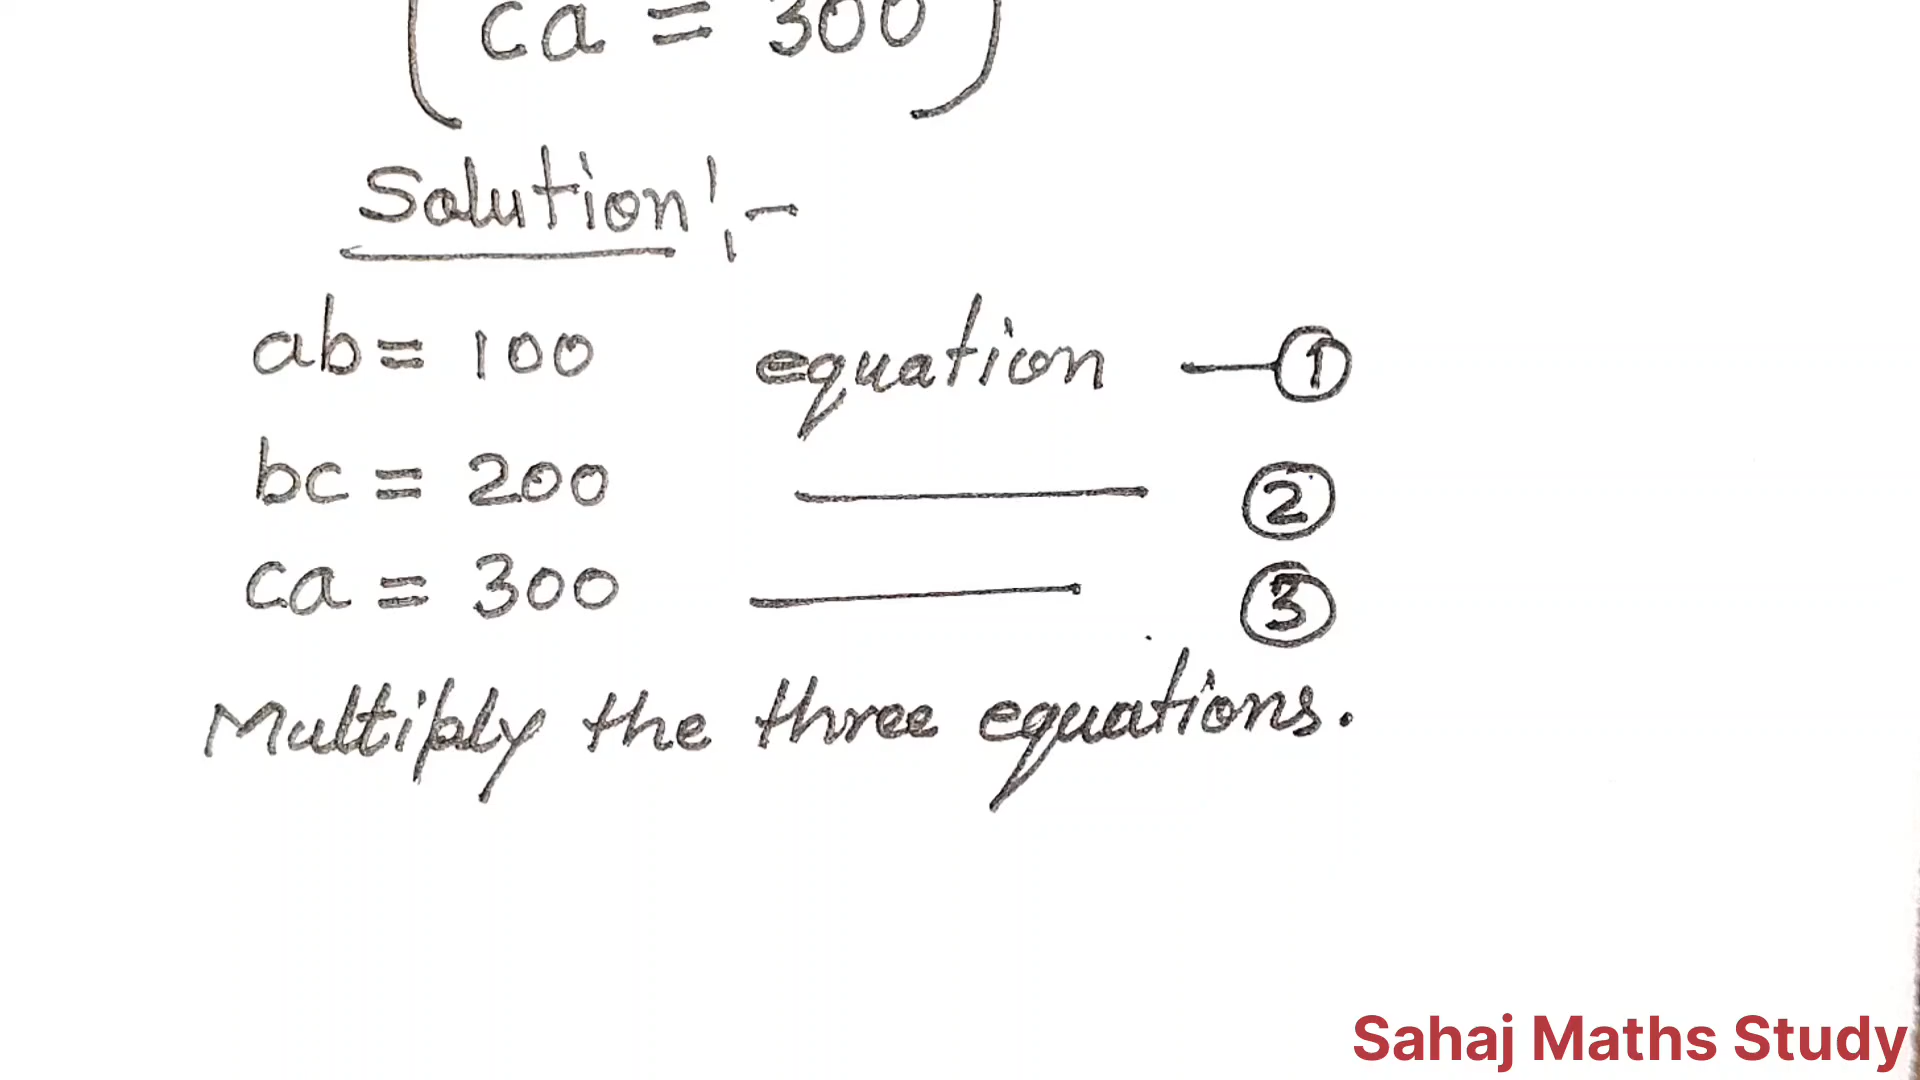 ca = 300
Solution:-
ab = 100 equation — ①
bc = 200 — ②
ca = 300 — ③
Multiply the three equations.
Sahaj Maths Study